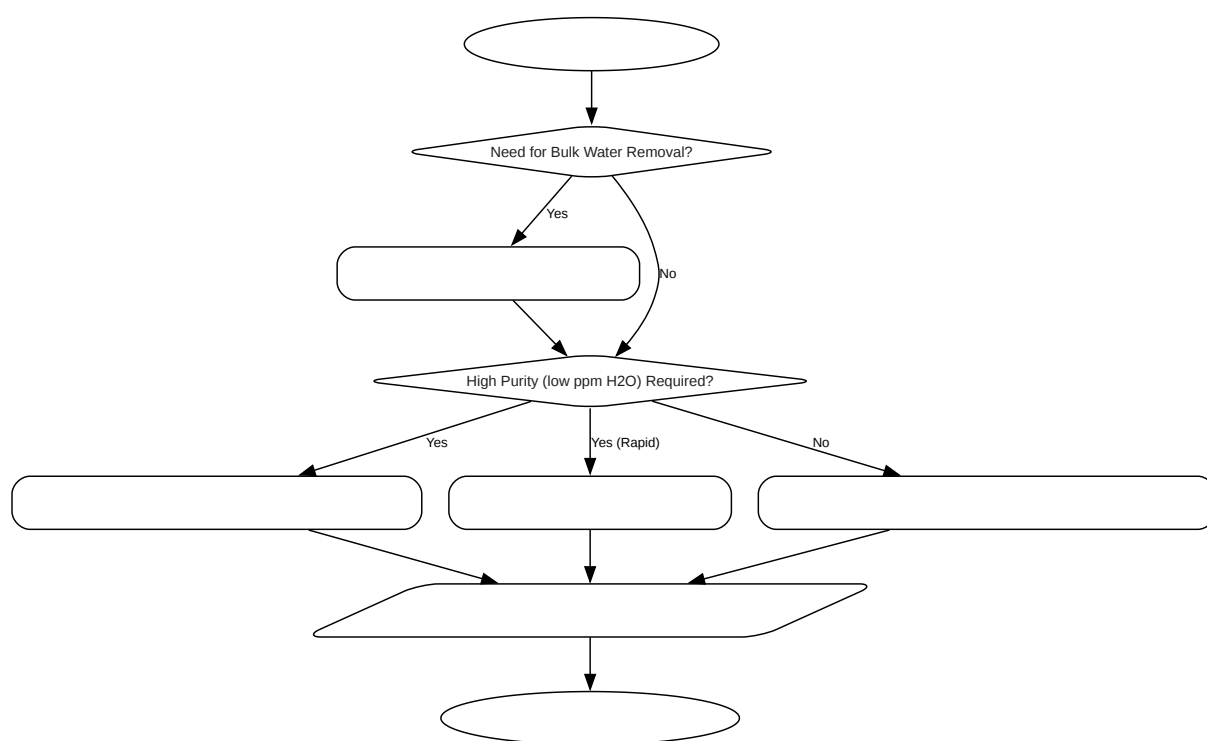 Need for Bulk Water Removal?
Yes
No
High Purity (low ppm H2O) Required?
Yes
Yes (Rapid)
No